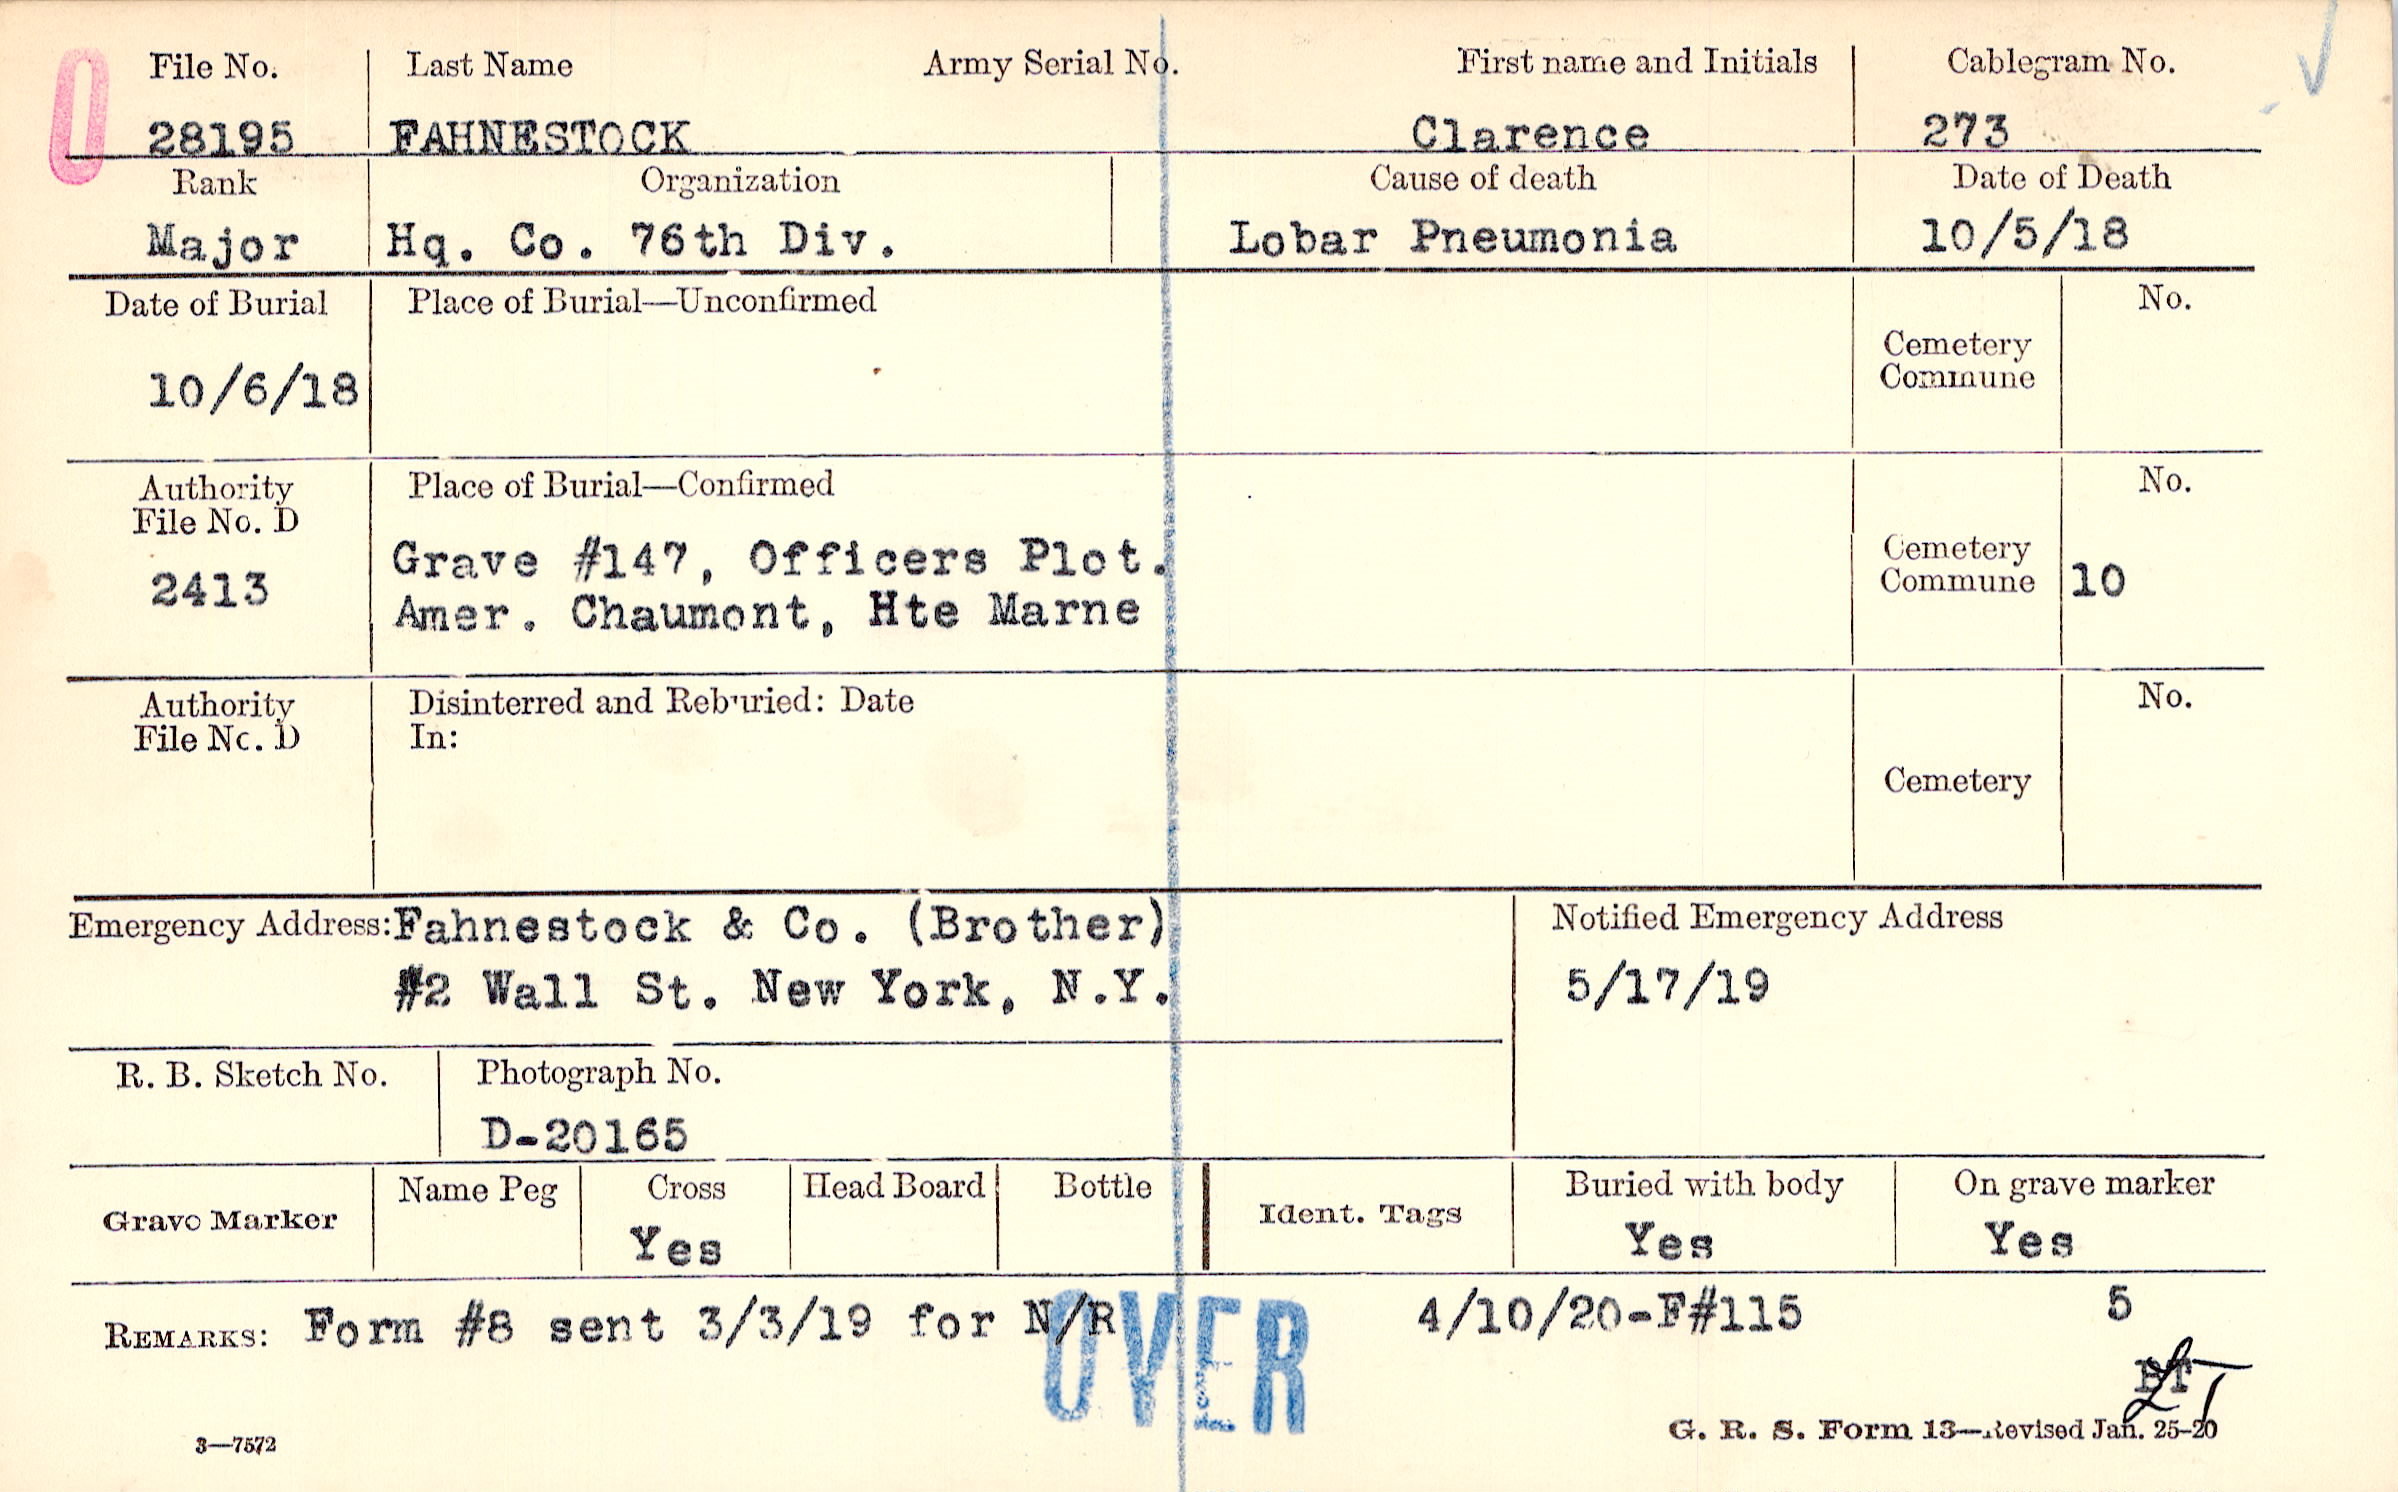 File No. Last Name Army Serial No. First name and Initials Cablegram No.
28195 FAHNESTOCK Clarence 273
Rank Organization Cause of death Date of Death
Major Hq. Co. 76th Div. Lobar Pneumonia 10/5/18
Date of Burial Place of Burial—Unconfirmed No.
Cemetery
Commune
10/6/18
Authority Place of Burial—Confirmed No.
File No. D
Grave #147, Officers Plot. Cemetery
2413 Commune 10
Amer. Chaumont, Hte Marne
Authority Disinterred and Reburied: Date No.
File No. D In:
Cemetery
Emergency Address: Fahnestock & Co. (Brother) Notified Emergency Address
#2 Wall St. New York, N.Y. 5/17/19
R. B. Sketch No. Photograph No.
D-20165
Name Peg Cross Head Board Bottle Buried with body On grave marker
Grave Marker Ident. Tags
Yes Yes Yes
REMARKS: Form #8 sent 3/3/19 for N/R 4/10/20-F#115 5
OVER
3—7572 G. R. S. Form 13—Revised Jan. 25-20